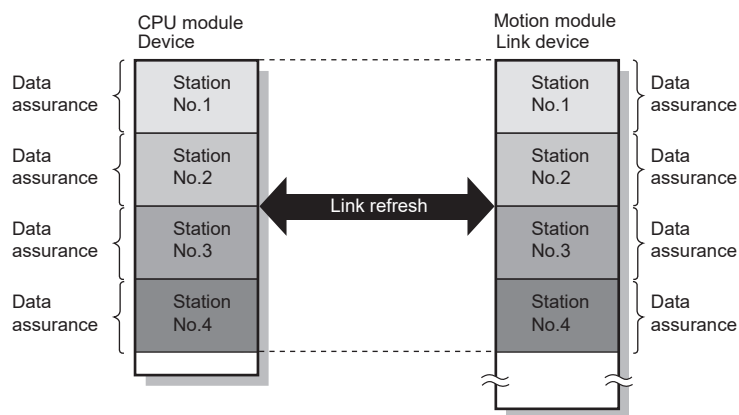 CPU module
Device
Motion module
Link device
Data
assurance
Station
No.1
Station
No.1
Data
assurance
Data
assurance
Station
No.2
Station
No.2
Data
assurance
Link refresh
Data
assurance
Station
No.3
Station
No.3
Data
assurance
Data
assurance
Station
No.4
Station
No.4
Data
assurance